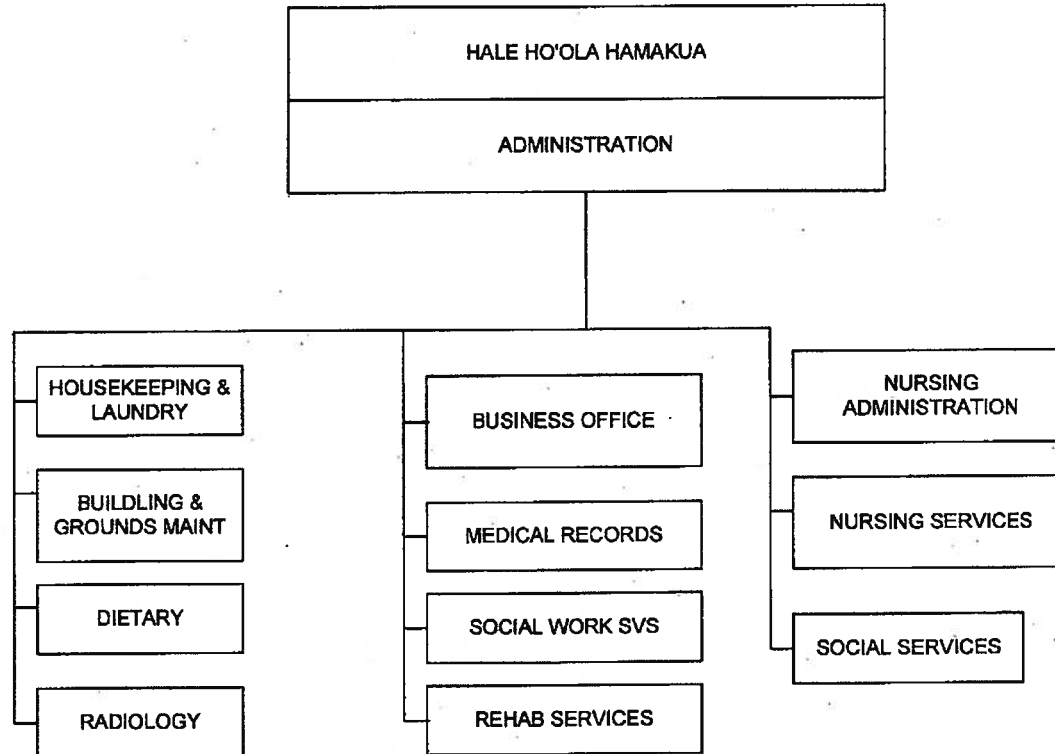 HALE HO'OLA HAMAKUA
ADMINISTRATION
HOUSEKEEPING &
LAUNDRY
BUILDLING &
GROUNDS MAINT
DIETARY
RADIOLOGY
BUSINESS OFFICE
MEDICAL RECORDS
SOCIAL WORK SVS
REHAB SERVICES
NURSING
ADMINISTRATION
NURSING SERVICES
SOCIAL SERVICES